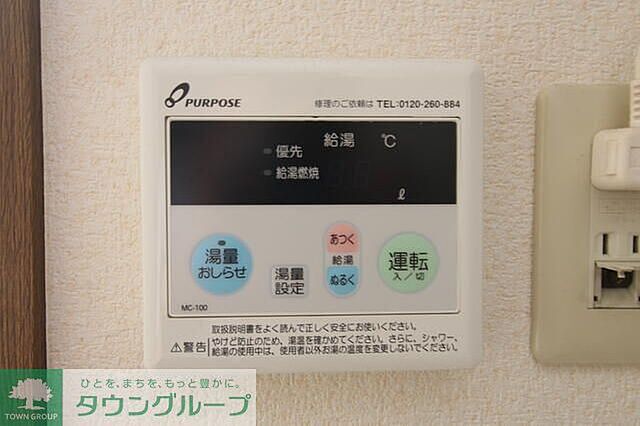 PURPOSE
修理のご依頼は TEL:0120-260-884
給湯 ℃
優先
給湯燃焼
ℓ
湯量
おしらせ
湯量
設定
あつく
給湯
ぬるく
運転
入/切
MC-100
取扱説明書をよく読んで正しく安全にお使いください。
⚠警告 やけど防止のため、湯温を確かめてください。さらに、シャワー、
給湯の使用中は、使用者以外お湯の温度を変更しないでください。
TOWN GROUP
ひとを、まちを、もっと豊かに。
タウングループ